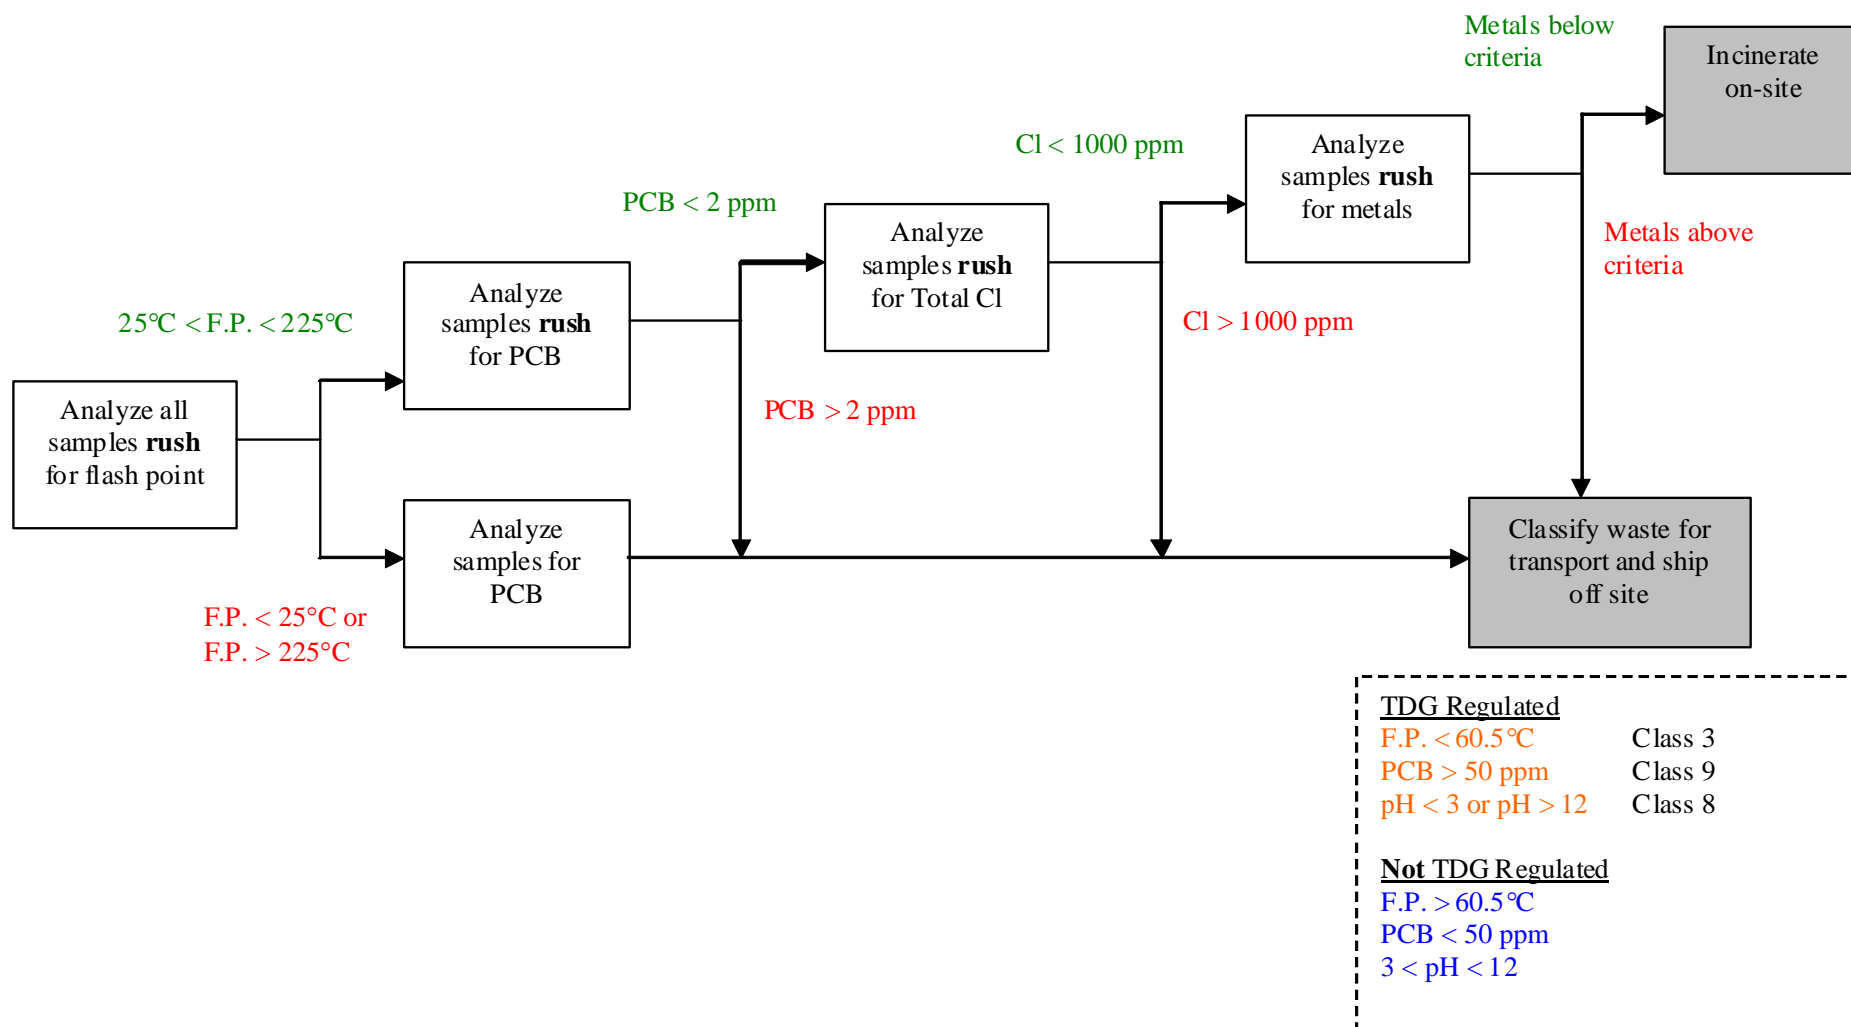 Metals below
criteria
Incinerate
on-site
Cl < 1000 ppm
Analyze
samples rush
for metals
PCB < 2 ppm
Analyze
samples rush
for Total Cl
Metals above
criteria
25°C < F.P. < 225°C
Analyze
samples rush
for PCB
Cl > 1000 ppm
Analyze all
samples rush
for flash point
PCB > 2 ppm
Analyze
samples for
PCB
Classify waste for
transport and ship
off site
F.P. < 25°C or
F.P. > 225°C
TDG Regulated
F.P. < 60.5°C Class 3
PCB > 50 ppm Class 9
pH < 3 or pH > 12 Class 8
Not TDG Regulated
F.P. > 60.5°C
PCB < 50 ppm
3 < pH < 12